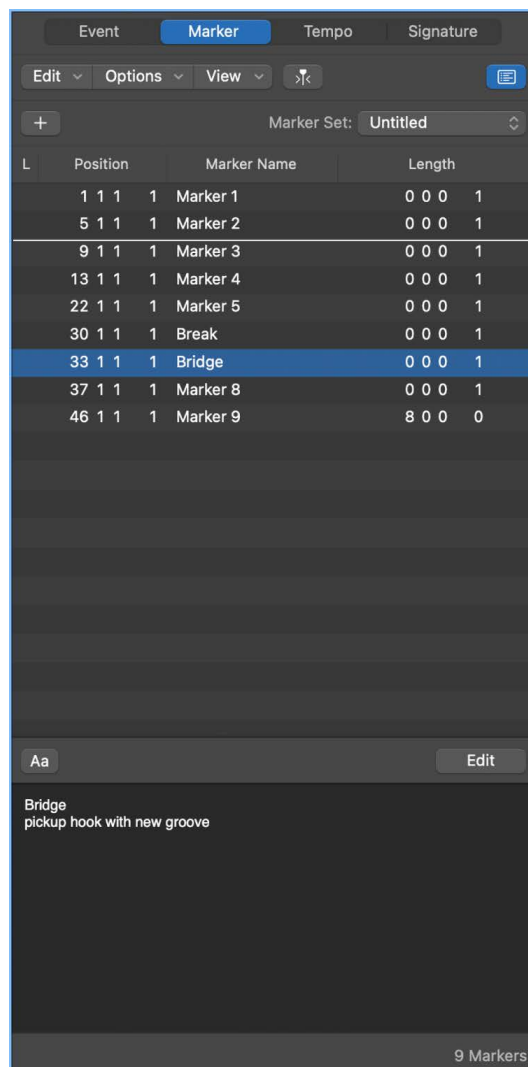 Event Marker Tempo Signature
Edit Options View
+ Marker Set: Untitled
L Position Marker Name Length
1 1 1 1 Marker 1 0 0 0 1
5 1 1 1 Marker 2 0 0 0 1
9 1 1 1 Marker 3 0 0 0 1
13 1 1 1 Marker 4 0 0 0 1
22 1 1 1 Marker 5 0 0 0 1
30 1 1 1 Break 0 0 0 1
33 1 1 1 Bridge 0 0 0 1
37 1 1 1 Marker 8 0 0 0 1
46 1 1 1 Marker 9 8 0 0 0
Aa Edit
Bridge
pickup hook with new groove
9 Markers